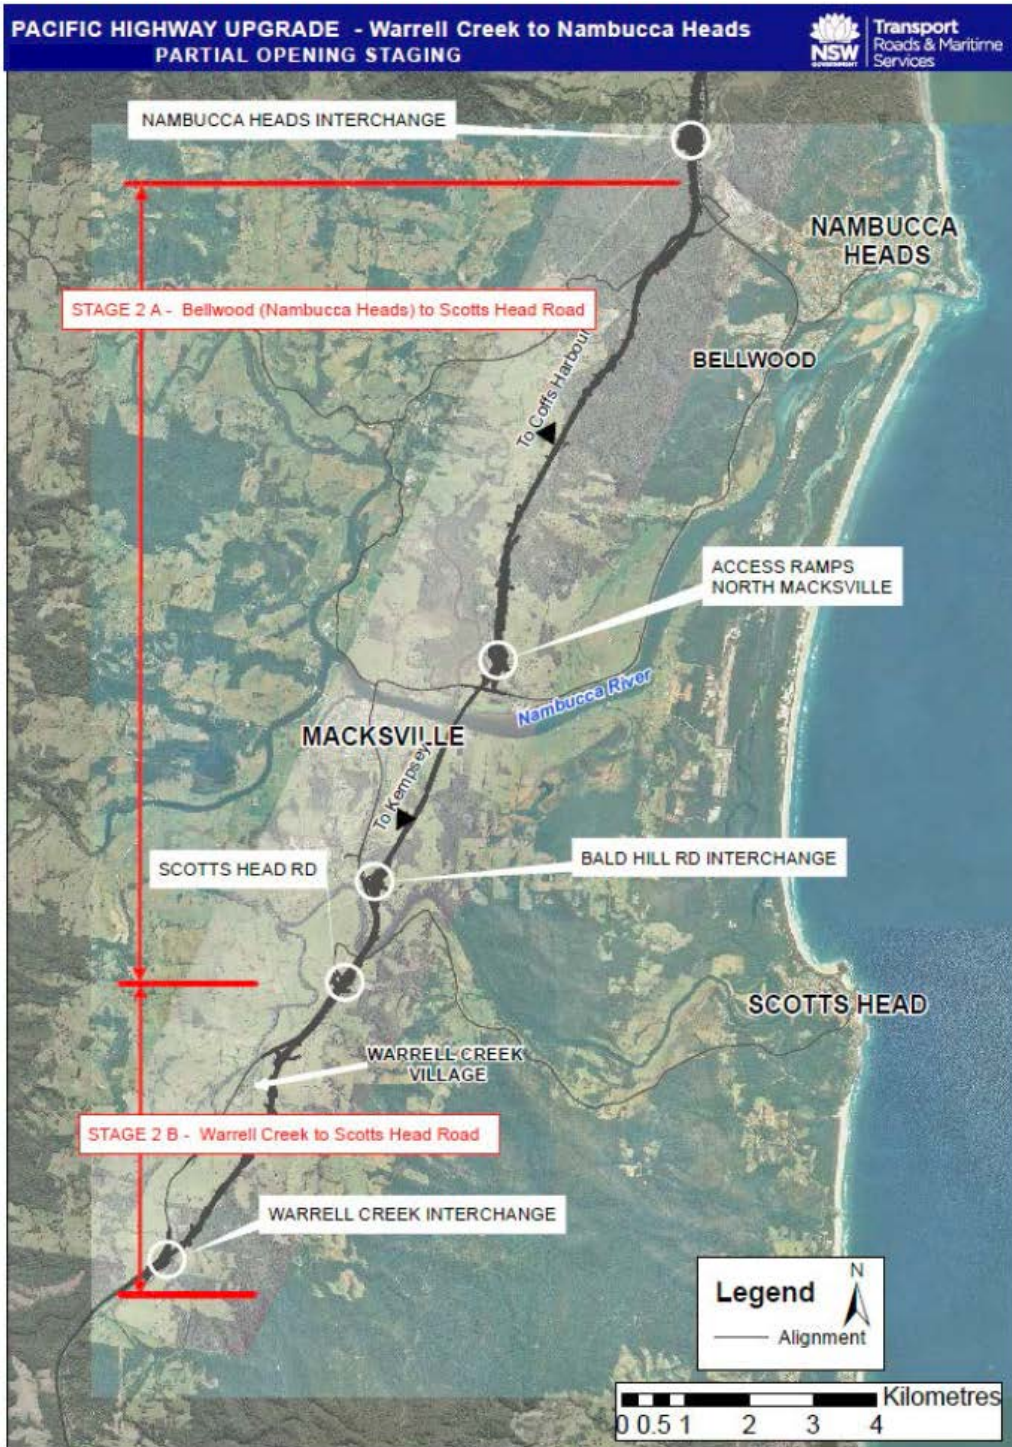 PACIFIC HIGHWAY UPGRADE - Warrell Creek to Nambucca Heads
PARTIAL OPENING STAGING
NSW
GOVERNMENT
Transport
Roads & Maritime
Services
NAMBUCCA HEADS INTERCHANGE
NAMBUCCA
HEADS
STAGE 2 A - Bellwood (Nambucca Heads) to Scotts Head Road
BELLWOOD
To Coffs Harbour
ACCESS RAMPS
NORTH MACKSVILLE
Nambucca River
MACKSVILLE
To Kempsey
SCOTTS HEAD RD
BALD HILL RD INTERCHANGE
SCOTTS HEAD
WARRELL CREEK
VILLAGE
STAGE 2 B - Warrell Creek to Scotts Head Road
WARRELL CREEK INTERCHANGE
Legend
N
Alignment
Kilometres
0 0.5 1 2 3 4